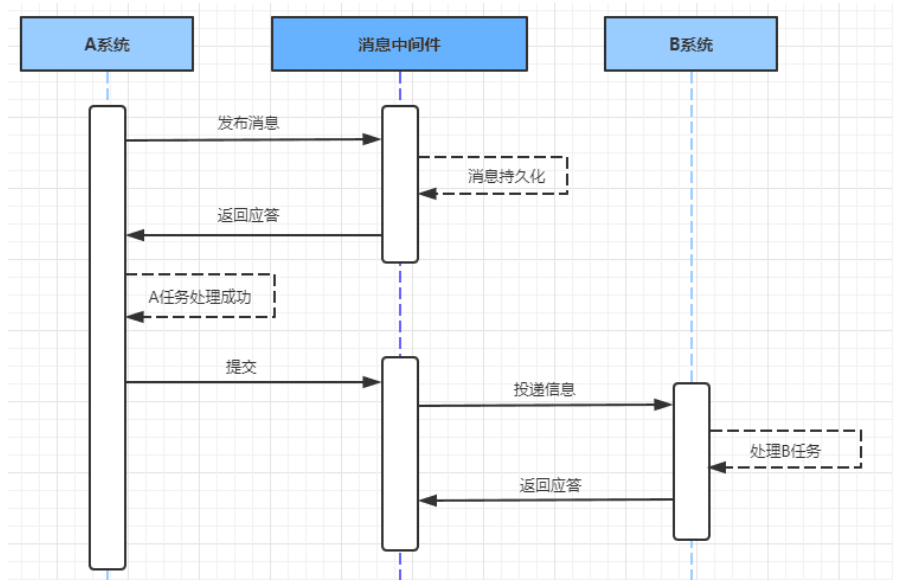 A系统
消息中间件
B系统
发布消息
消息持久化
返回应答
A任务处理成功
提交
投递信息
处理B任务
返回应答